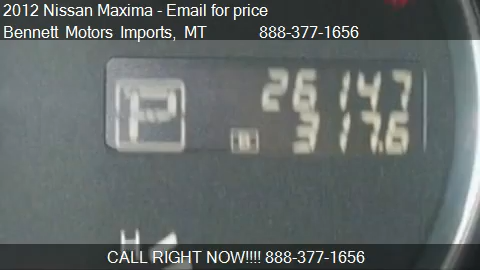 2012 Nissan Maxima - Email for price
Bennett Motors Imports, MT 888-377-1656
P 26147
B 317.6
H
CALL RIGHT NOW!!!! 888-377-1656